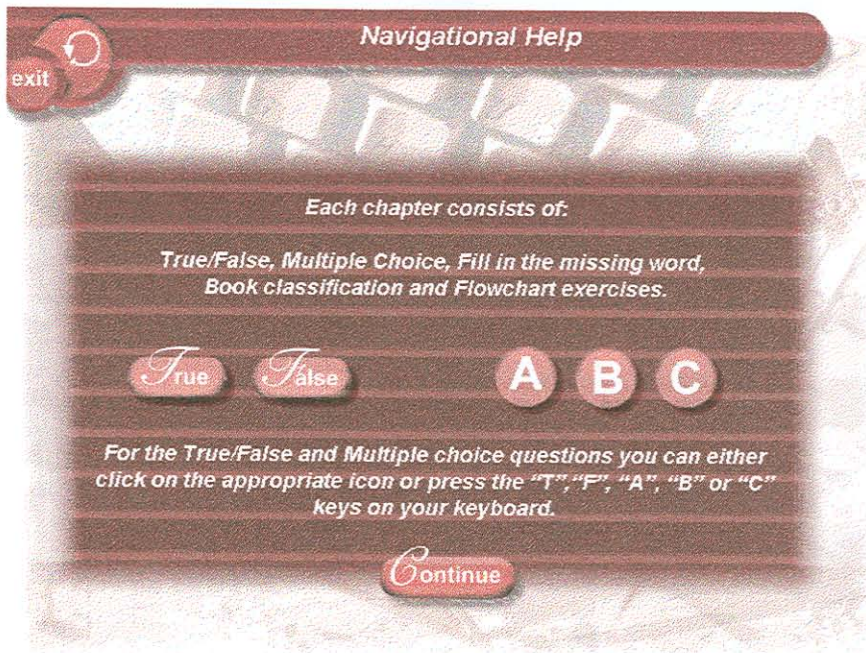 Navigational Help
exit
Each chapter consists of:
True/False, Multiple Choice, Fill in the missing word,
Book classification and Flowchart exercises.
True False A B C
For the True/False and Multiple choice questions you can either
click on the appropriate icon or press the “T”,“F”, “A”, “B” or “C”
keys on your keyboard.
Continue